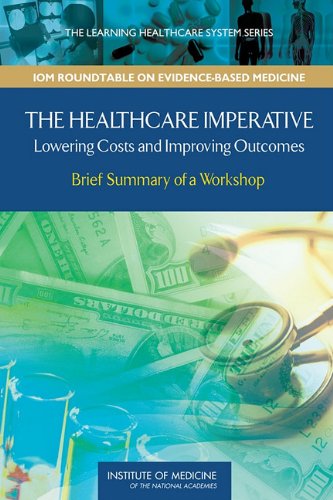 THE LEARNING HEALTHCARE SYSTEM SERIES
IOM ROUNDTABLE ON EVIDENCE-BASED MEDICINE
THE HEALTHCARE IMPERATIVE
Lowering Costs and Improving Outcomes
Brief Summary of a Workshop
100
INSTITUTE OF MEDICINE
OF THE NATIONAL ACADEMIES